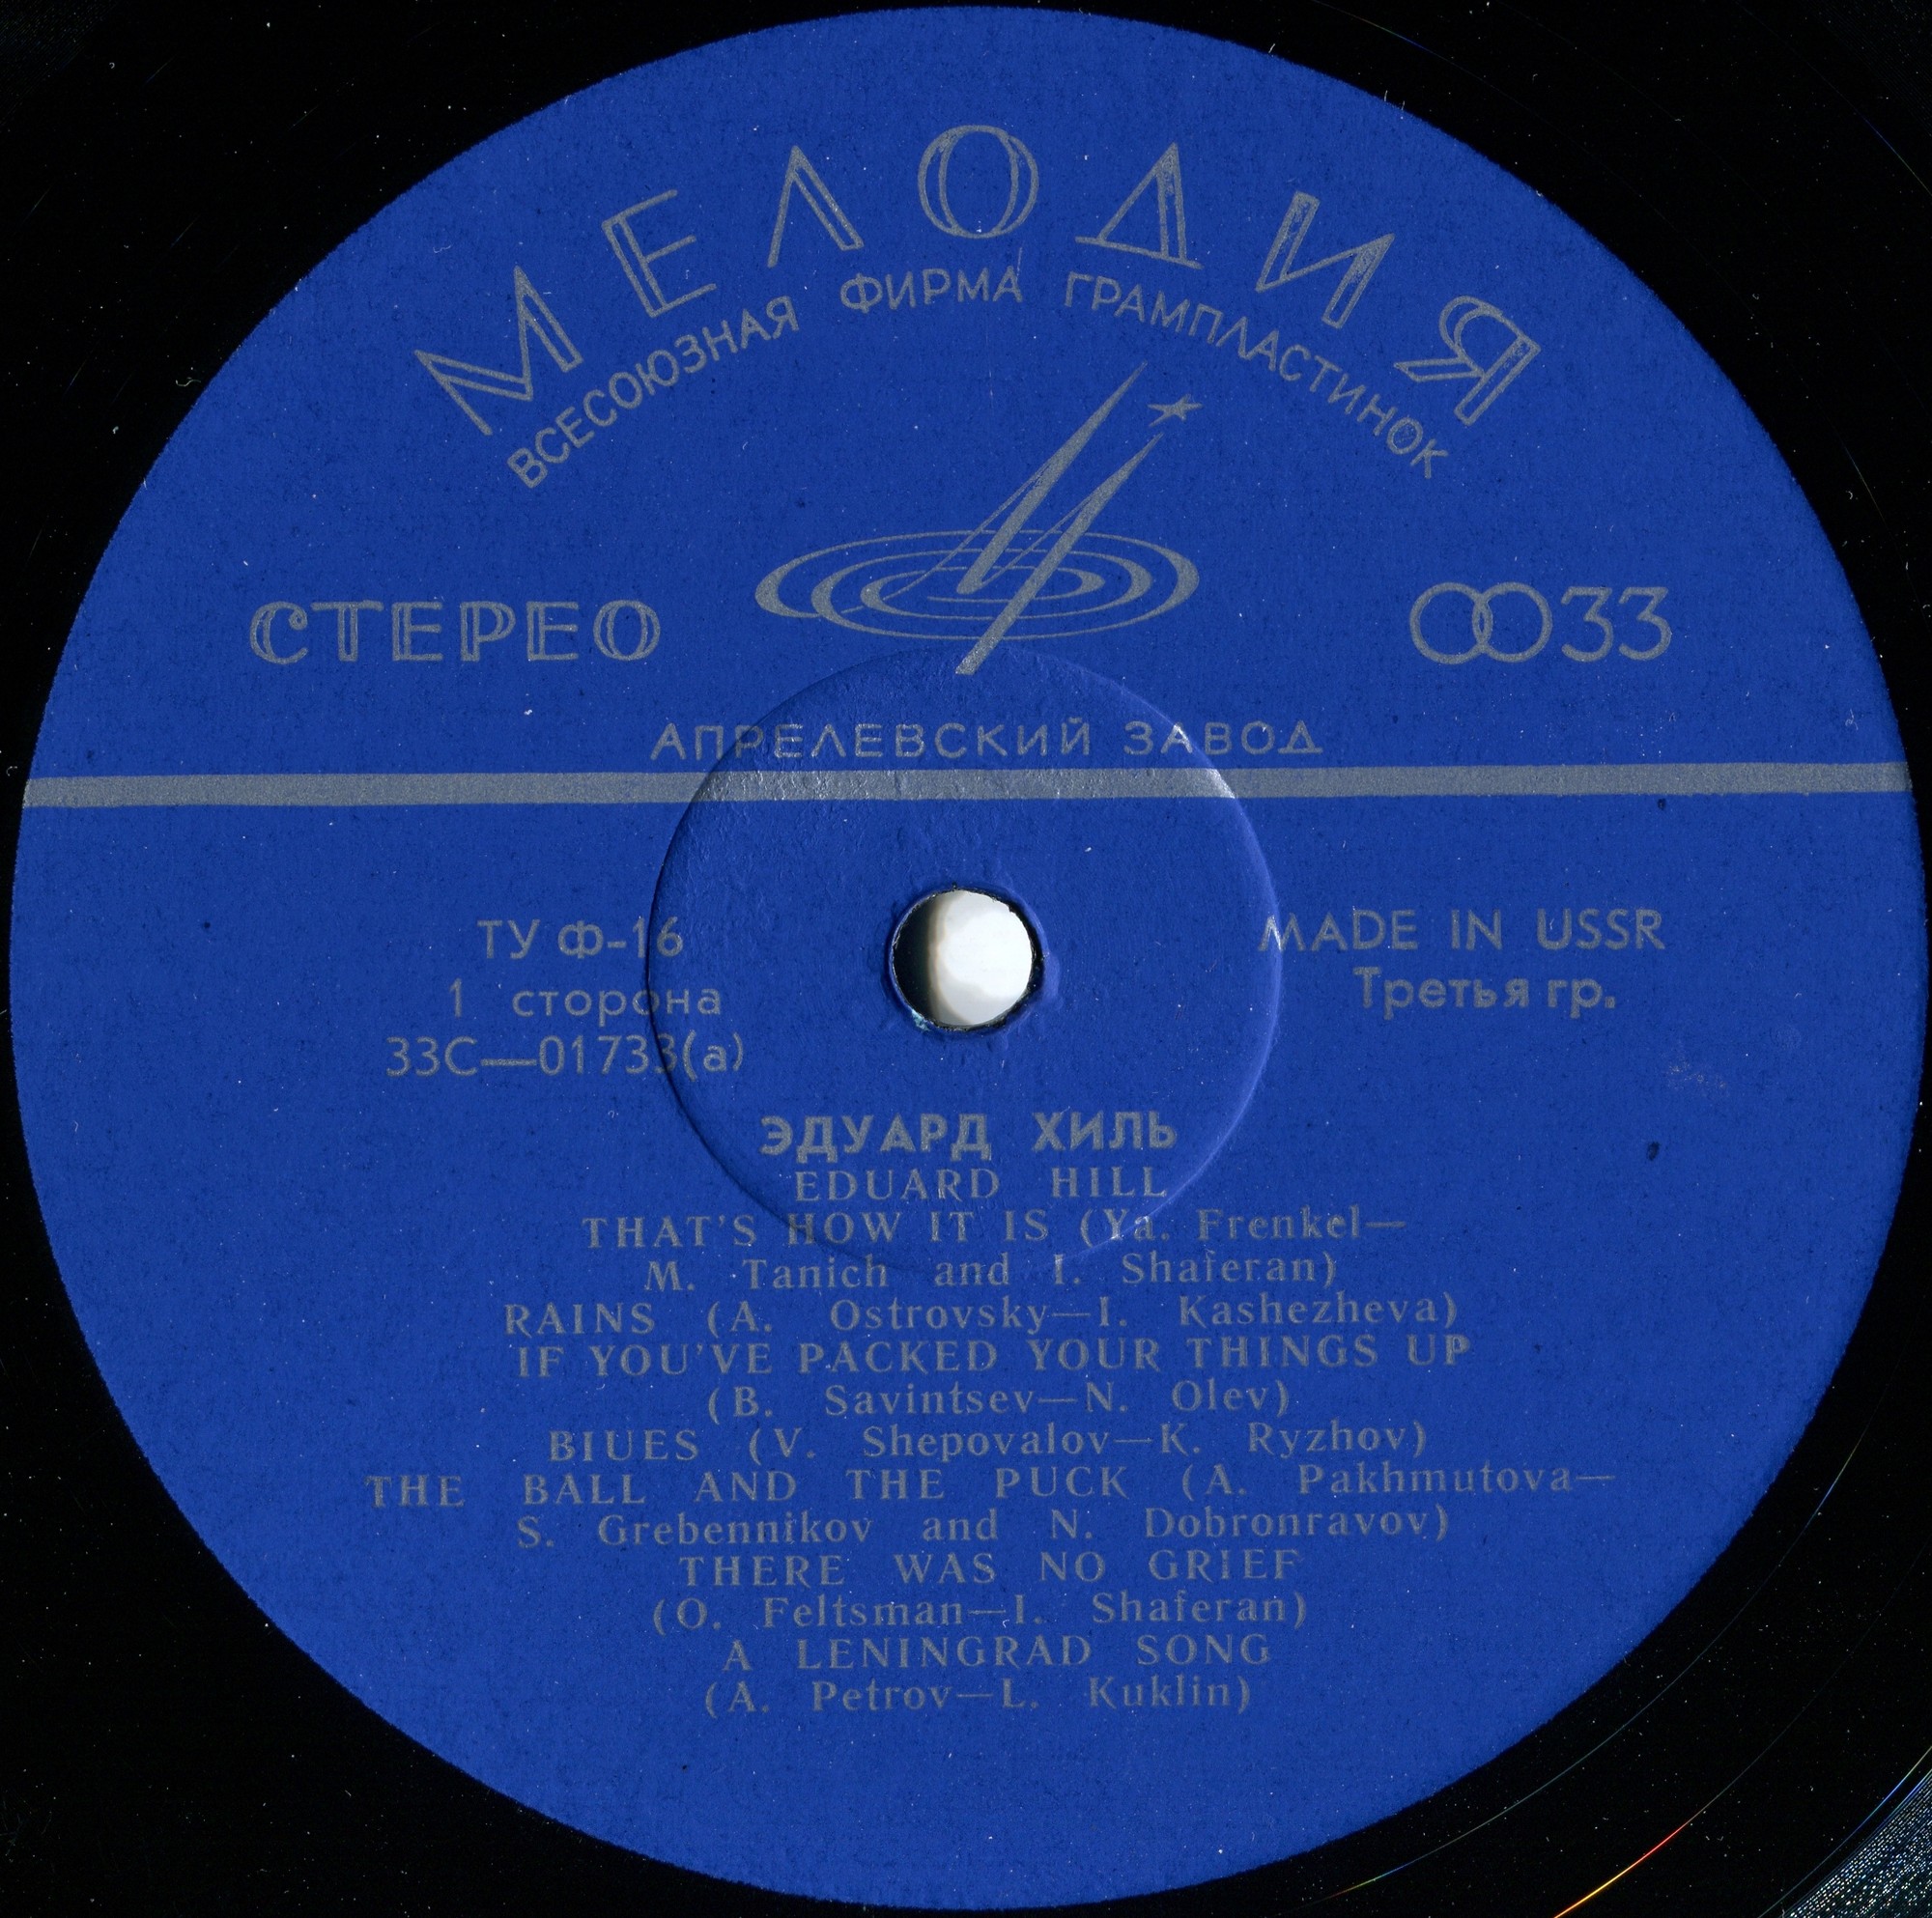 МЕЛОДИЯ
ВСЕСОЮЗНАЯ ФИРМА ГРАМПЛАСТИНОК
СТЕРЕО
33
АПРЕЛЕВСКИЙ ЗАВОД
ТУ Ф-16
1 сторона
33С—01733(а)
MADE IN USSR
Третья гр.
ЭДУАРД ХИЛЬ
EDUARD HILL
THAT'S HOW IT IS (Ya. Frenkel—
M. Tanich and I. Shaferan)
RAINS (A. Ostrovsky—I. Kashezheva)
IF YOU'VE PACKED YOUR THINGS UP
(B. Savintsev—N. Olev)
BIUES (V. Shepovalov—K. Ryzhov)
THE BALL AND THE PUCK (A. Pakhmutova—
S. Grebennikov and N. Dobronravov)
THERE WAS NO GRIEF
(O. Feltsman—I. Shaferan)
A LENINGRAD SONG
(A. Petrov—L. Kuklin)